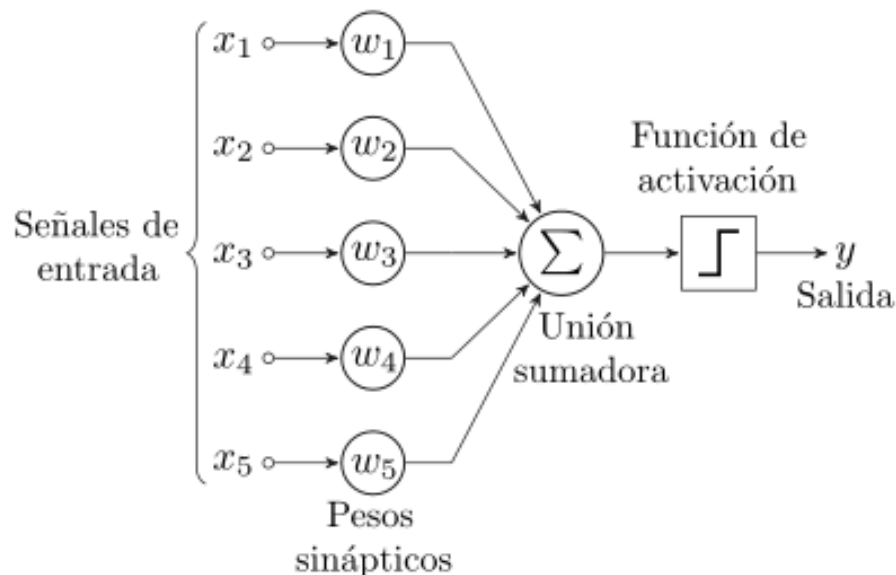 x₁
w₁
x₂
w₂
Función de
activación
Señales de
entrada
x₃
w₃
∑
y
Salida
Unión
sumadora
x₄
w₄
x₅
w₅
Pesos
sinápticos